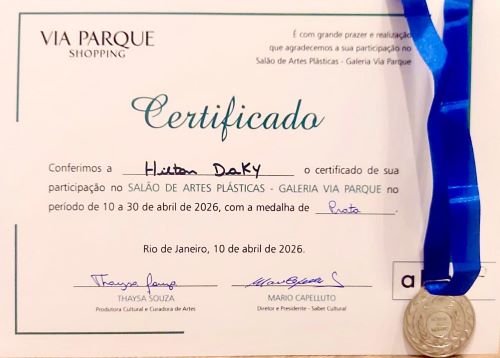 VIA PARQUE
SHOPPING
É com grande prazer e realização
que agradecemos a sua participação no
Salão de Artes Plásticas - Galeria Via Parque
Certificado
Conferimos a Hilton DaKY o certificado de sua
participação no SALÃO DE ARTES PLÁSTICAS - GALERIA VIA PARQUE no
período de 10 a 30 de abril de 2026, com a medalha de Prata.
Rio de Janeiro, 10 de abril de 2026.
THAYSA SOUZA
Produtora Cultural e Curadora de Artes
MARIO CAPELLUTO
Diretor e Presidente - Saber Cultural
a